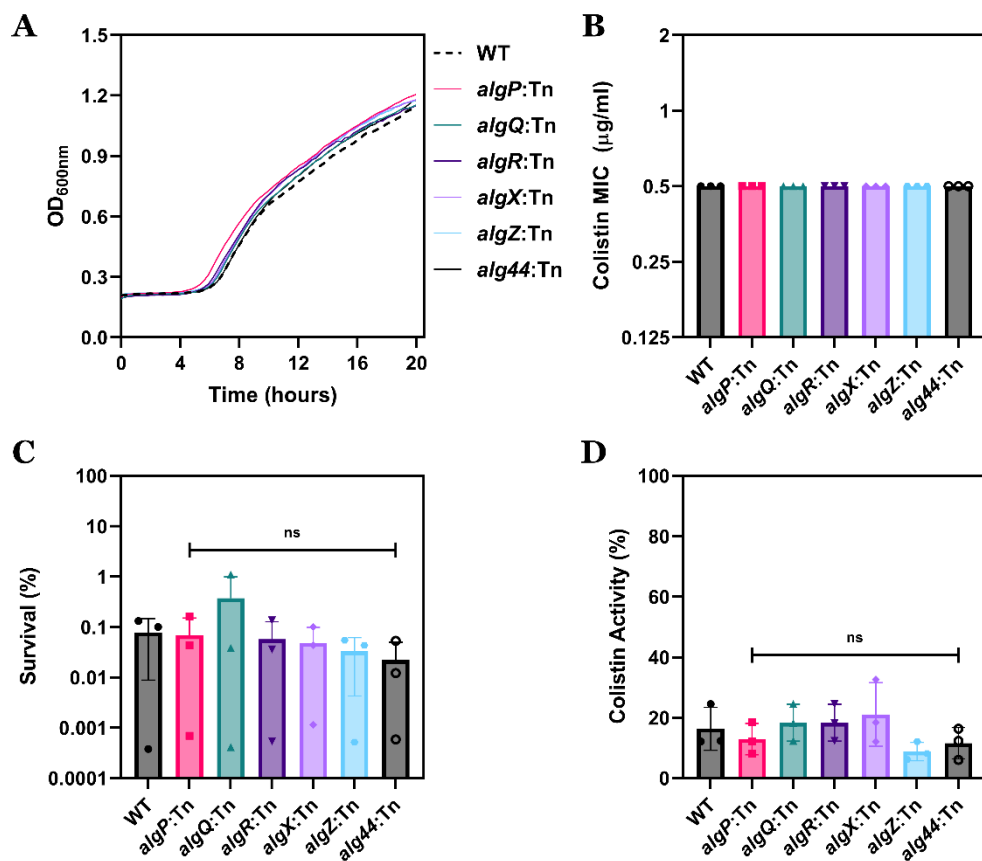 A
OD600nm
1.5
1.2
0.9
0.6
0.3
0.0
0 4 8 12 16 20
Time (hours)
WT
algP:Tn
algQ:Tn
algR:Tn
algX:Tn
algZ:Tn
alg44:Tn
B
Colistin MIC (µg/ml)
2
1
0.5
0.25
0.125
WT algP:Tn algQ:Tn algR:Tn algX:Tn algZ:Tn alg44:Tn
C
Survival (%)
100
10
1
0.1
0.01
0.001
0.0001
ns
WT algP:Tn algQ:Tn algR:Tn algX:Tn algZ:Tn alg44:Tn
D
Colistin Activity (%)
100
80
60
40
20
0
ns
WT algP:Tn algQ:Tn algR:Tn algX:Tn algZ:Tn alg44:Tn